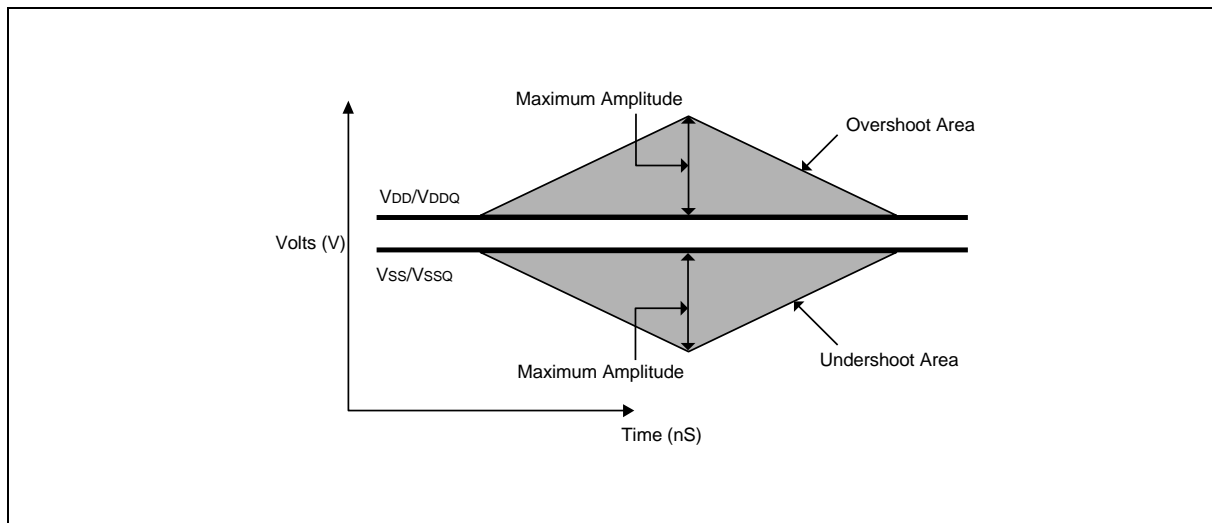 Maximum Amplitude
Overshoot Area
VDD/VDDQ
Volts (V)
VSS/VSSQ
Maximum Amplitude
Undershoot Area
Time (nS)